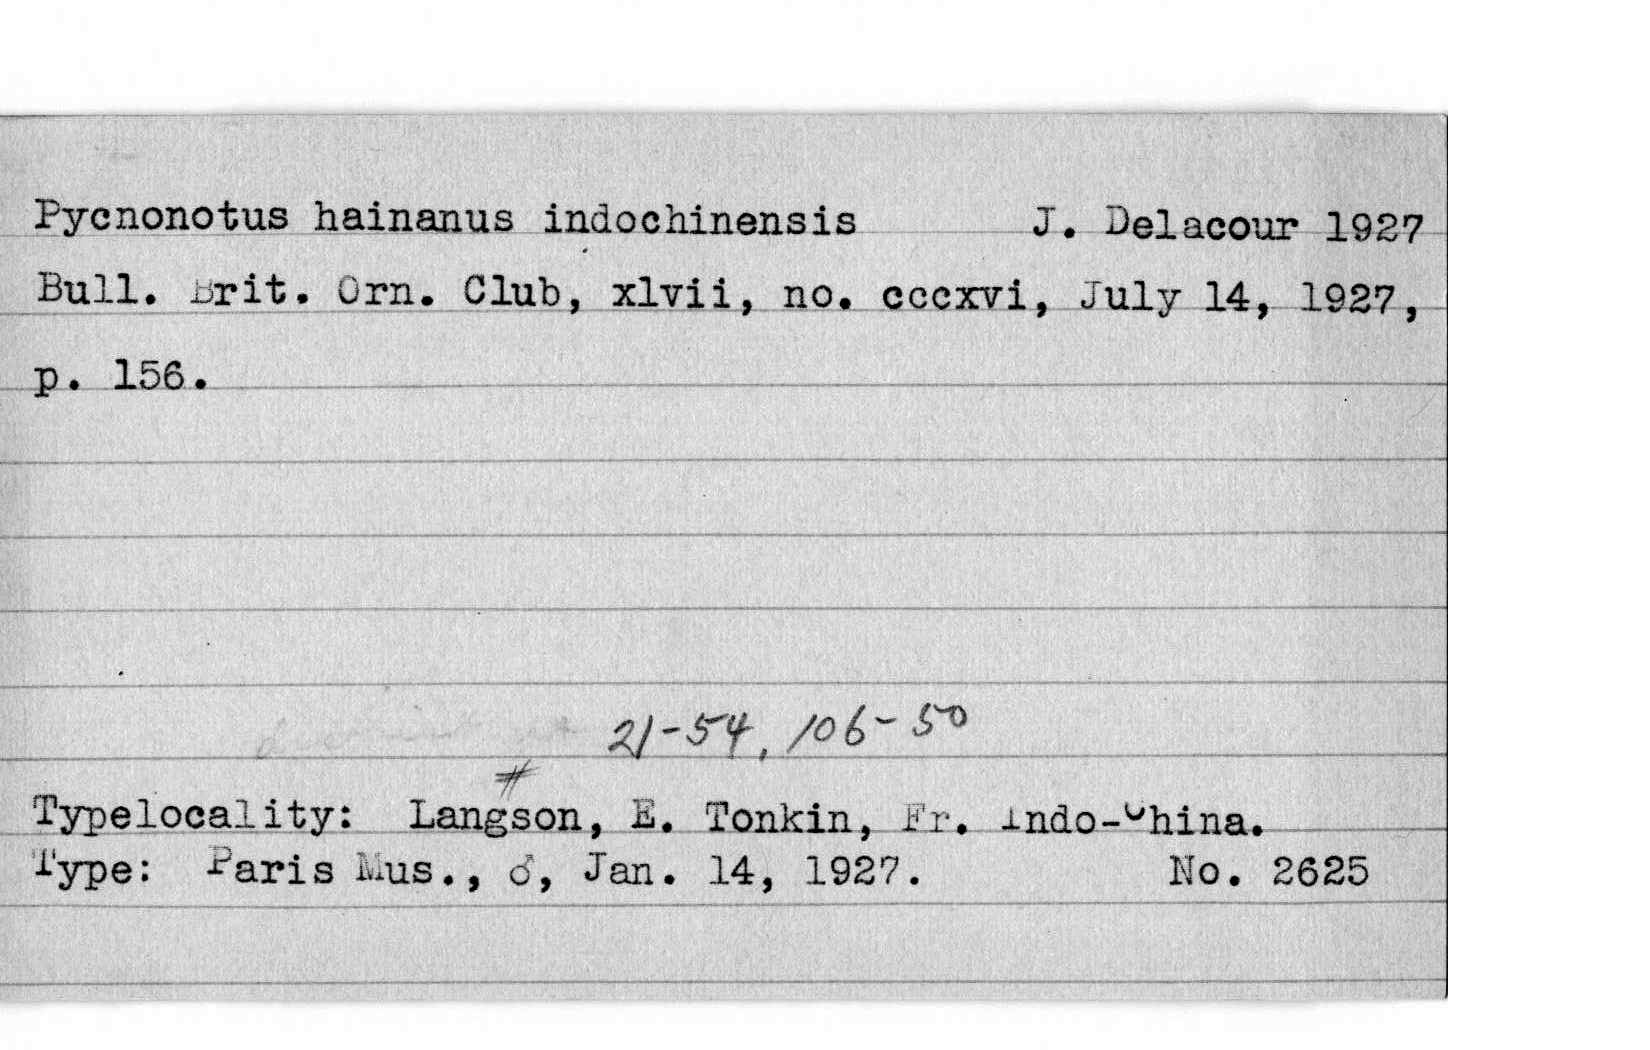 Pycnonotus hainanus indochinensis J. Delacour 1927
Bull. Brit. Orn. Club, xlvii, no. cccxvi, July 14, 1927,
p. 156.
21-54, 106-50
#
Typelocality: Langson, E. Tonkin, Fr. Indo-China.
Type: Paris Mus., ♂, Jan. 14, 1927. No. 2625